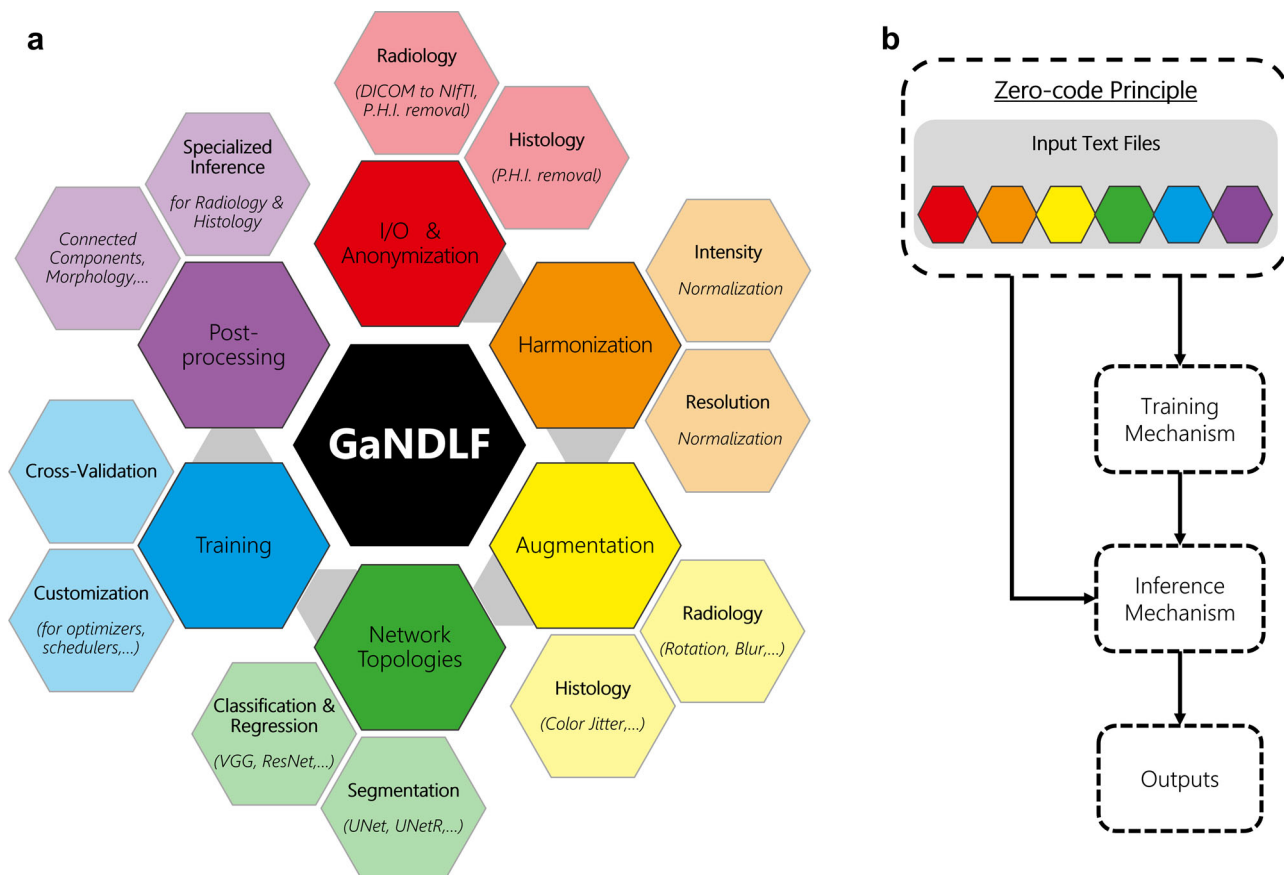 a
Radiology
(DICOM to NIfTI,
P.H.I. removal)
Histology
(P.H.I. removal)
I/O & 
Anonymization
Specialized
Inference
for Radiology &
Histology
Connected
Components,
Morphology,...
Post-
processing
Intensity
Normalization
Harmonization
Resolution
Normalization
GaNDLF
Cross-Validation
Training
Customization
(for optimizers,
schedulers,...)
Augmentation
Radiology
(Rotation, Blur,...)
Histology
(Color Jitter,...)
Network
Topologies
Classification &
Regression
(VGG, ResNet,...)
Segmentation
(UNet, UNetR,...)
b
Zero-code Principle
Input Text Files
Training
Mechanism
Inference
Mechanism
Outputs